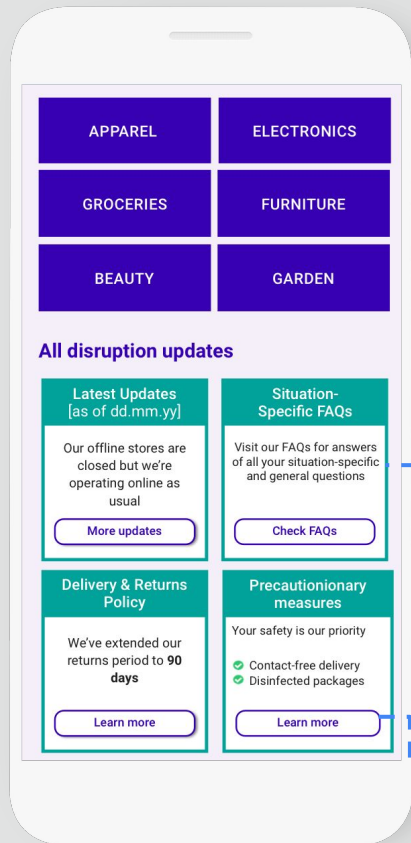 APPAREL
ELECTRONICS
GROCERIES
FURNITURE
BEAUTY
GARDEN
All disruption updates
Latest Updates
[as of dd.mm.yy]
Our offline stores are
closed but we're
operating online as
usual
More updates
Situation-
Specific FAQs
Visit our FAQs for answers
of all your situation-specific
and general questions
Check FAQs
Delivery & Returns
Policy
We've extended our
returns period to 90
days
Learn more
Precautionionary
measures
Your safety is our priority
Contact-free delivery
Disinfected packages
Learn more